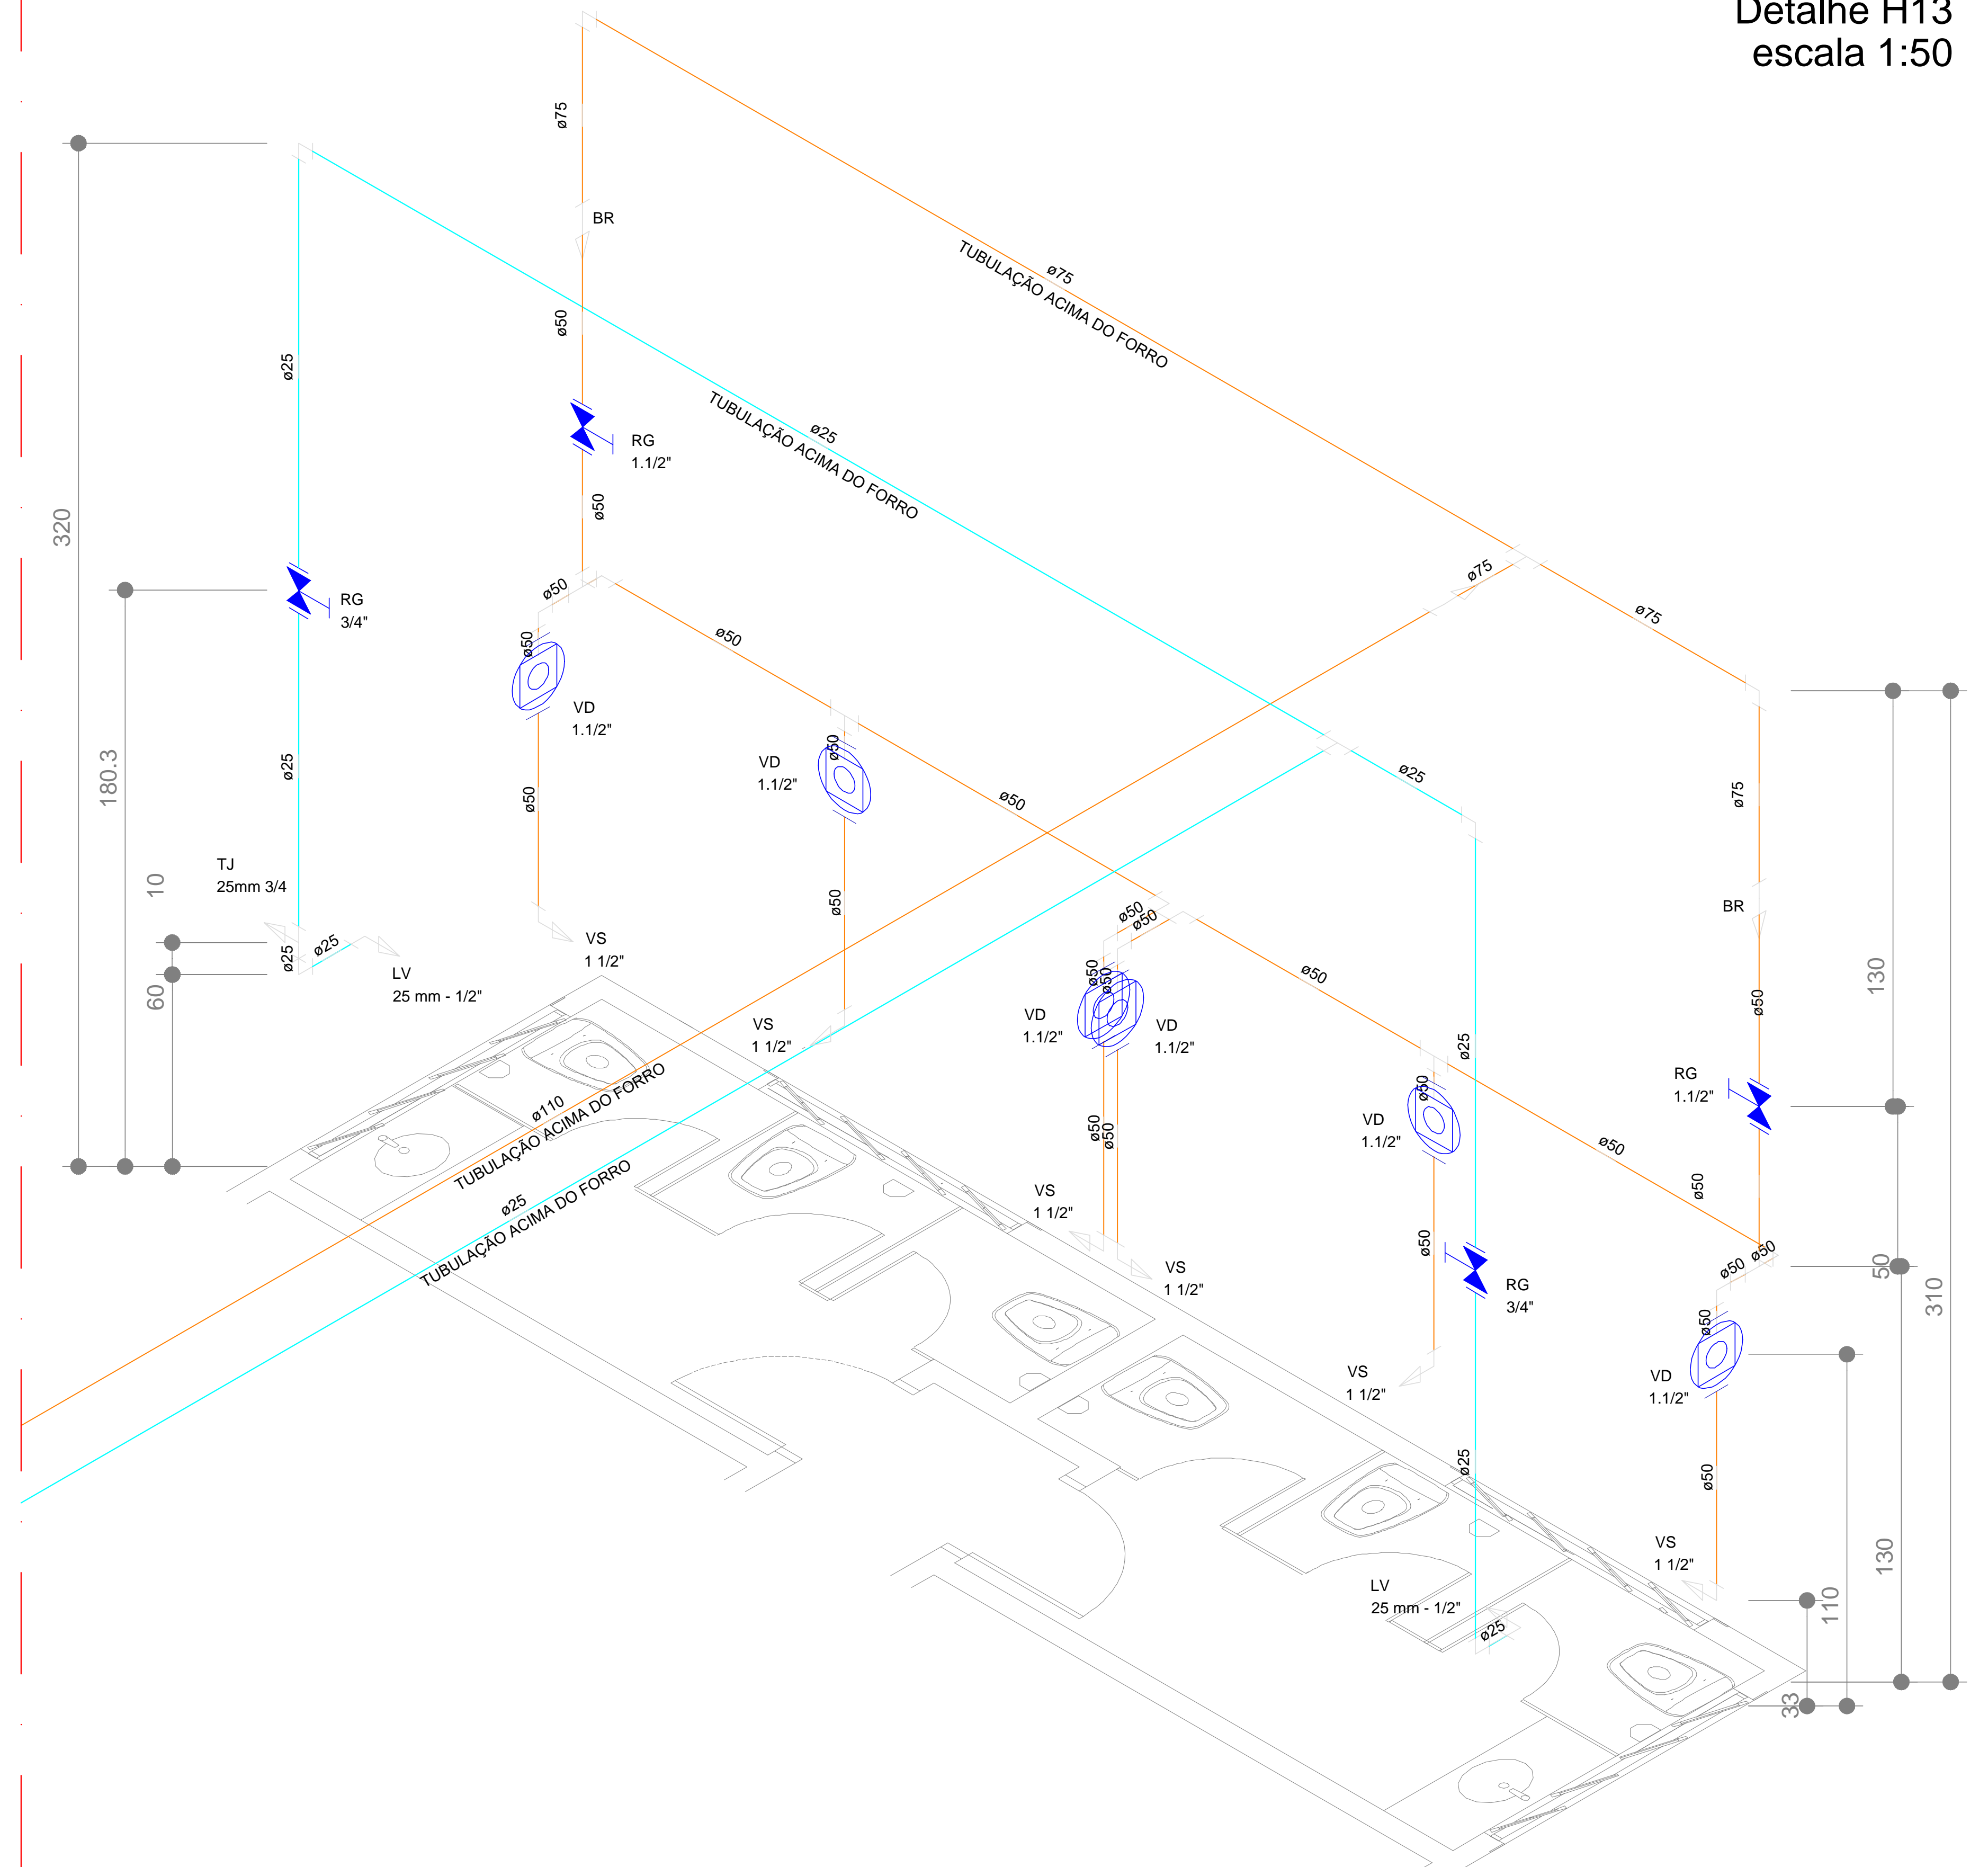 Detalhe H13
escala 1:50
ø75
BR
ø75
TUBULAÇÃO ACIMA DO FORRO
ø50
ø25
ø25
TUBULAÇÃO ACIMA DO FORRO
RG
1.1/2"
ø50
320
ø75
ø50
RG
3/4"
ø75
ø50
ø50
VD
1.1/2"
ø50
VD
1.1/2"
180.3
ø25
ø50
ø50
ø25
ø75
TJ
25mm 3/4
10
ø50
BR
ø25
ø25
VS
1 1/2"
LV
25 mm - 1/2"
60
ø50
ø50
ø50
ø50
ø50
130
ø50
VD
1.1/2"
VD
1.1/2"
VS
1 1/2"
ø25
RG
1.1/2"
ø110
TUBULAÇÃO ACIMA DO FORRO
ø50
VD
1.1/2"
ø50
ø50
ø50
ø25
TUBULAÇÃO ACIMA DO FORRO
VS
1 1/2"
ø50
ø50
VS
1 1/2"
RG
3/4"
ø50
ø50
50
310
ø50
VS
1 1/2"
VD
1.1/2"
ø25
ø50
VS
1 1/2"
130
LV
25 mm - 1/2"
110
ø25
33